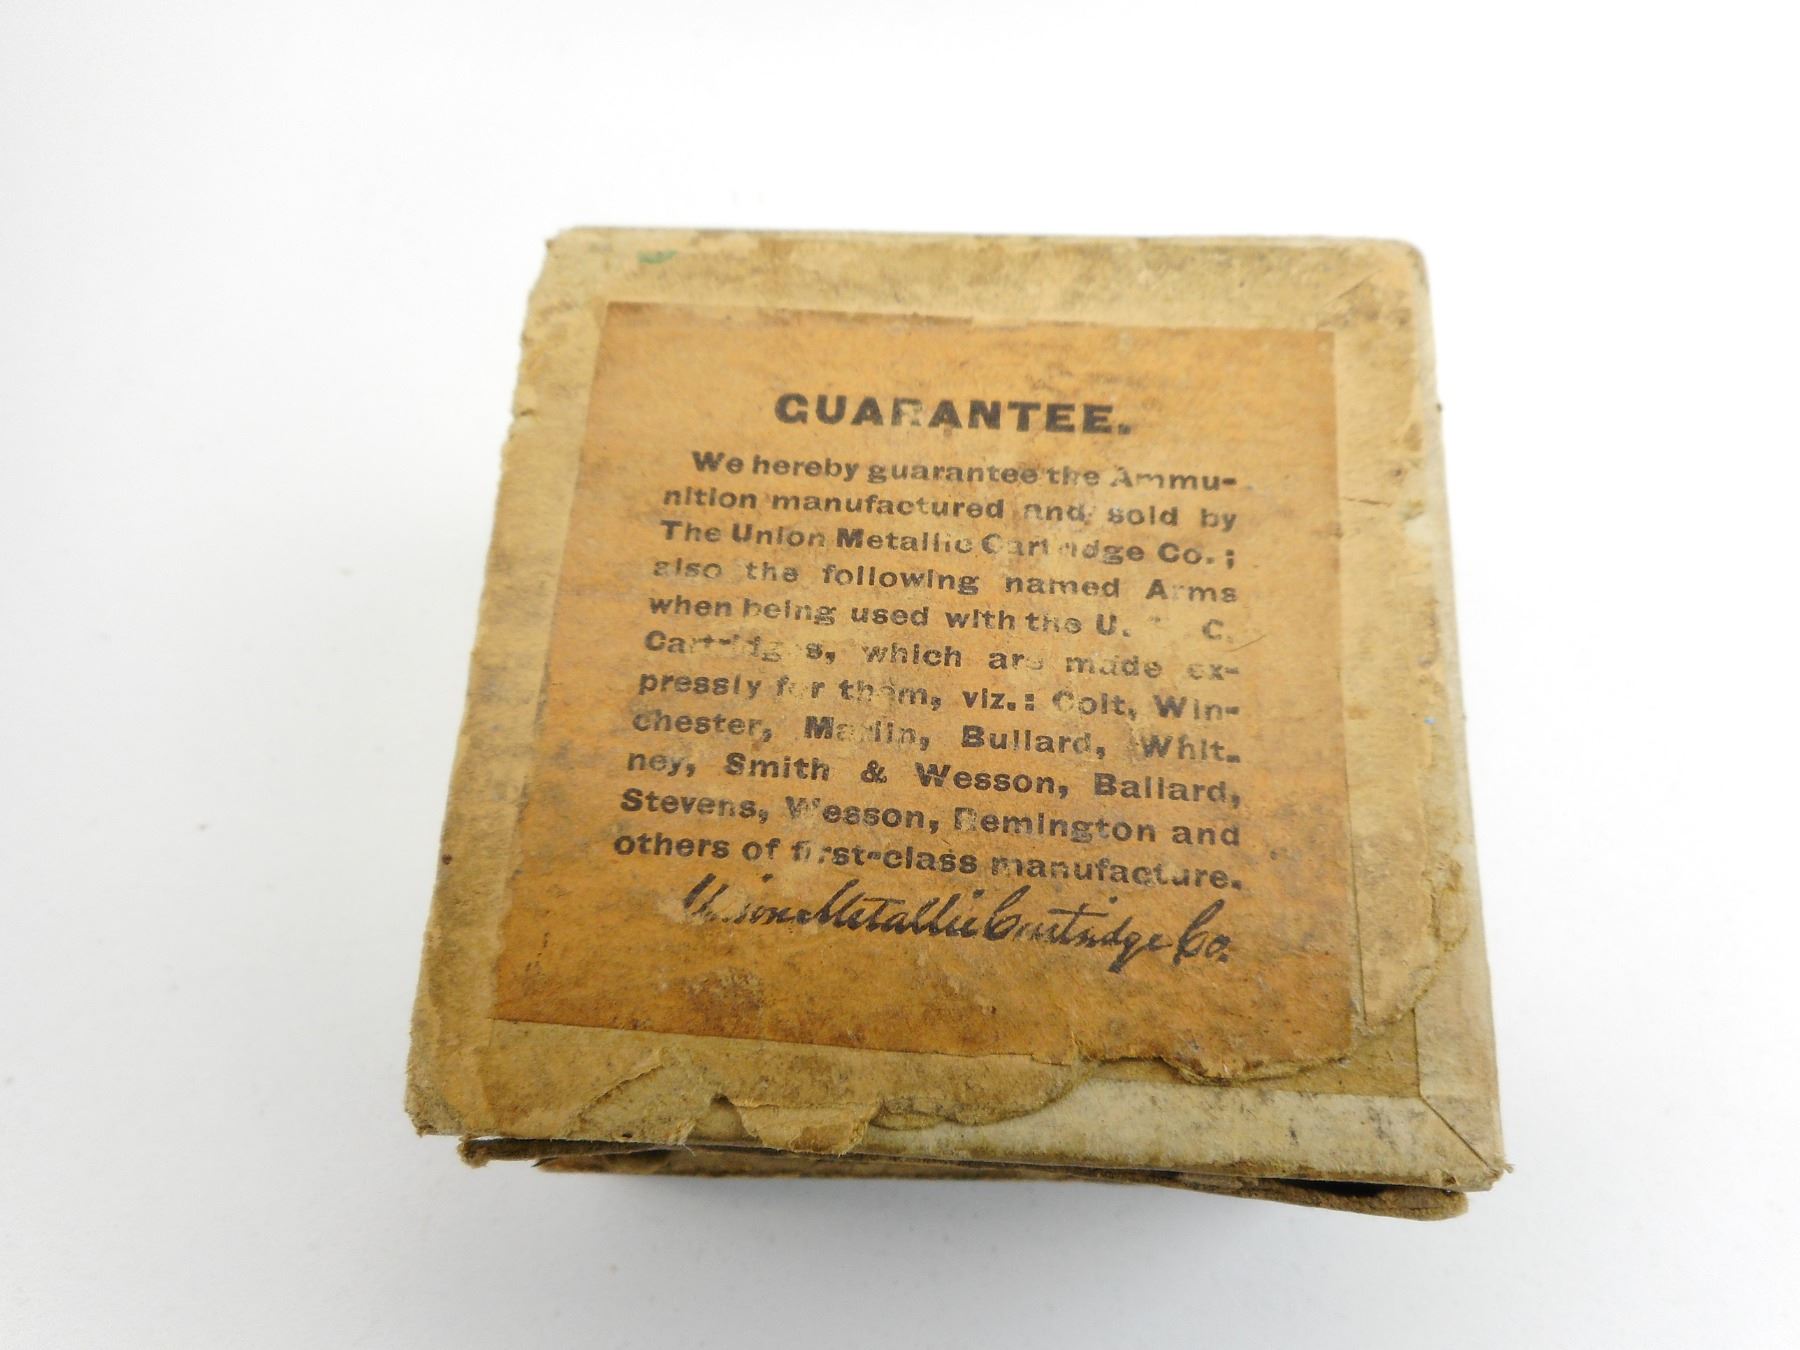 GUARANTEE.
We hereby guarantee the Ammu-
nition manufactured and sold by
The Union Metallic Cartridge Co.;
also the following named Arms
when being used with the U. C.
Cartridges, which are made ex-
pressly for them, viz.: Colt, Win-
chester, Marlin, Bullard, Whit-
ney, Smith & Wesson, Ballard,
Stevens, Wesson, Remington and
others of first-class manufacture.
Union Metallic Cartridge Co.